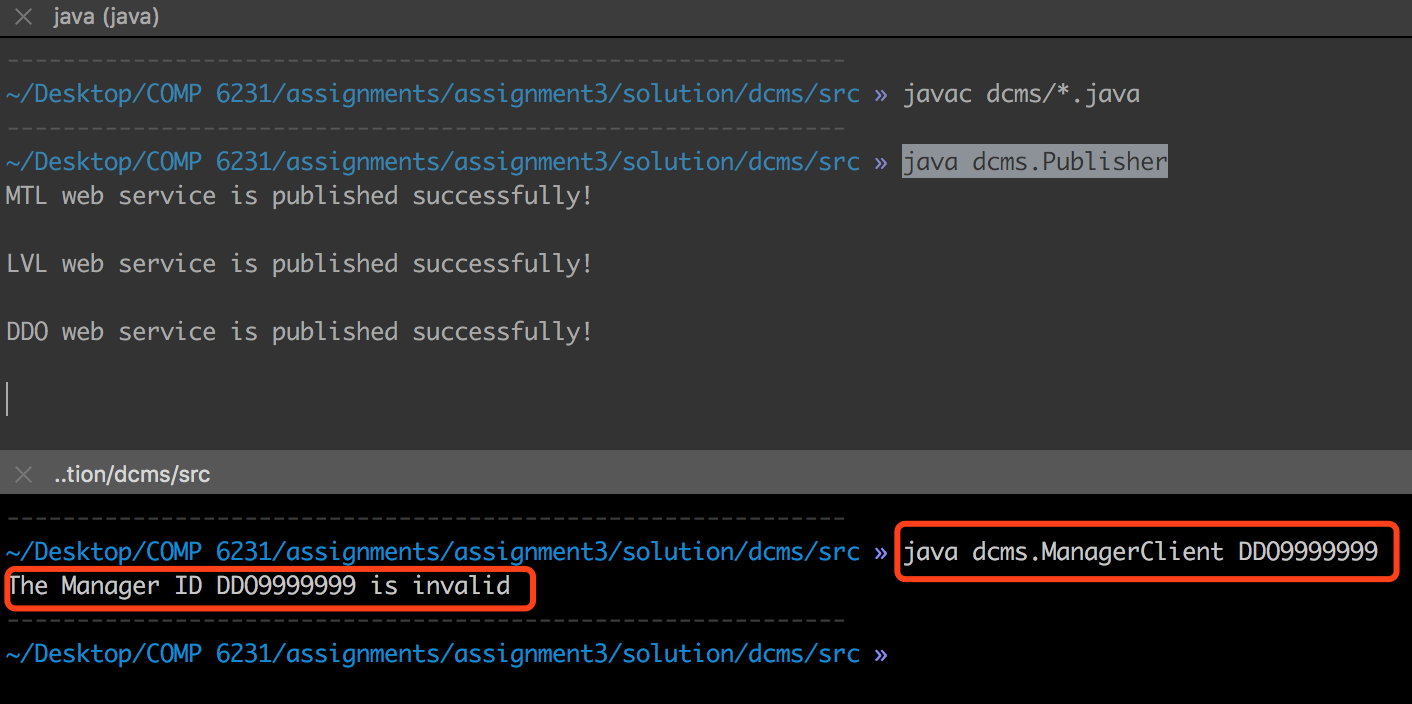 java (java)
------------------------------------------------------------
~/Desktop/COMP 6231/assignments/assignment3/solution/dcms/src » javac dcms/*.java
------------------------------------------------------------
~/Desktop/COMP 6231/assignments/assignment3/solution/dcms/src » java dcms.Publisher
MTL web service is published successfully!
LVL web service is published successfully!
DDO web service is published successfully!
..tion/dcms/src
------------------------------------------------------------
~/Desktop/COMP 6231/assignments/assignment3/solution/dcms/src » java dcms.ManagerClient DDO9999999
The Manager ID DDO9999999 is invalid
------------------------------------------------------------
~/Desktop/COMP 6231/assignments/assignment3/solution/dcms/src »